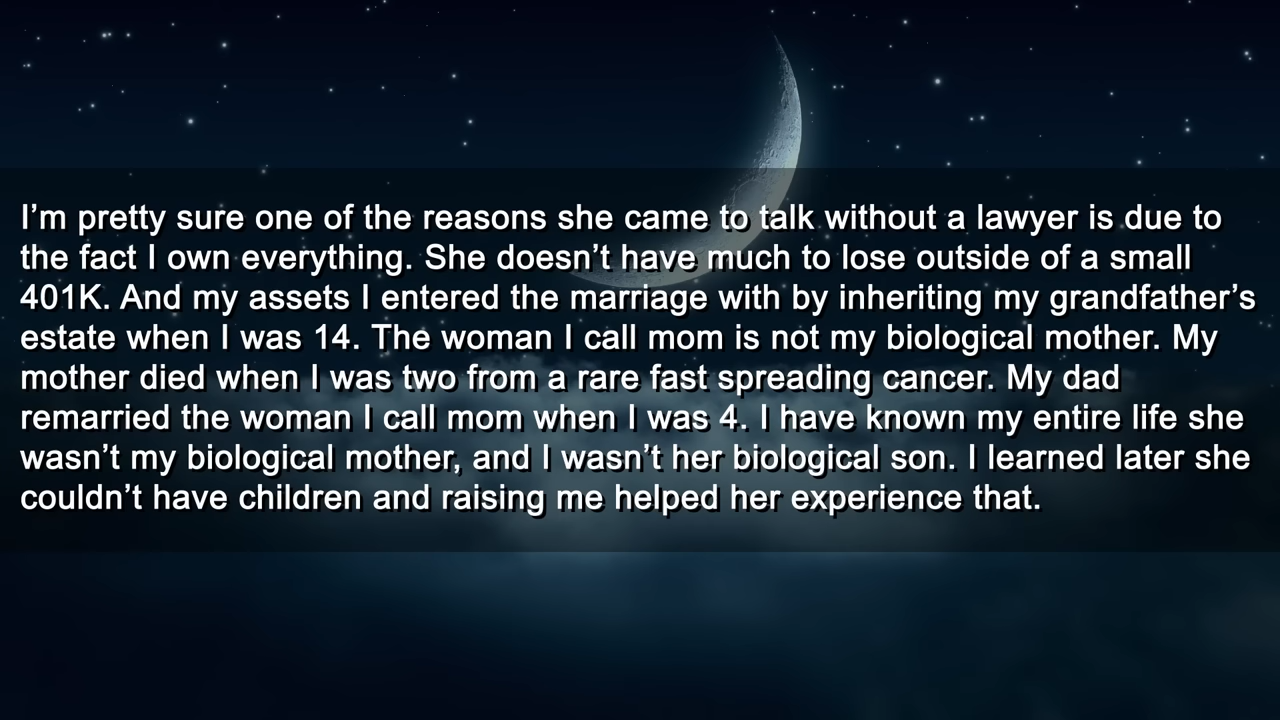 I’m pretty sure one of the reasons she came to talk without a lawyer is due to
the fact I own everything. She doesn’t have much to lose outside of a small
401K. And my assets I entered the marriage with by inheriting my grandfather’s
estate when I was 14. The woman I call mom is not my biological mother. My
mother died when I was two from a rare fast spreading cancer. My dad
remarried the woman I call mom when I was 4. I have known my entire life she
wasn’t my biological mother, and I wasn’t her biological son. I learned later she
couldn’t have children and raising me helped her experience that.